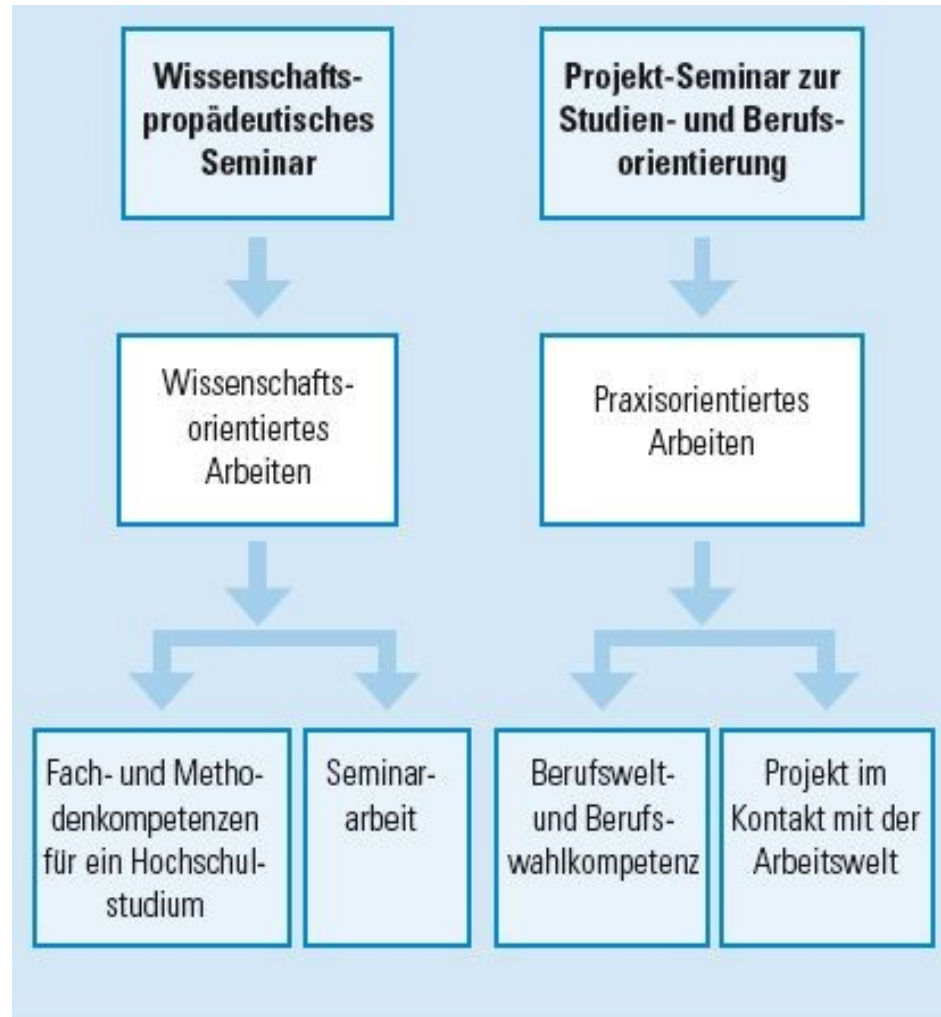 Wissenschafts-
propädeutisches
Seminar
Projekt-Seminar zur
Studien- und Berufs-
orientierung
Wissenschafts-
orientiertes
Arbeiten
Praxisorientiertes
Arbeiten
Fach- und Metho-
denkompetenzen
für ein Hochschul-
studium
Seminar-
arbeit
Berufswelt-
und Berufs-
wahlkompetenz
Projekt im
Kontakt mit der
Arbeitswelt